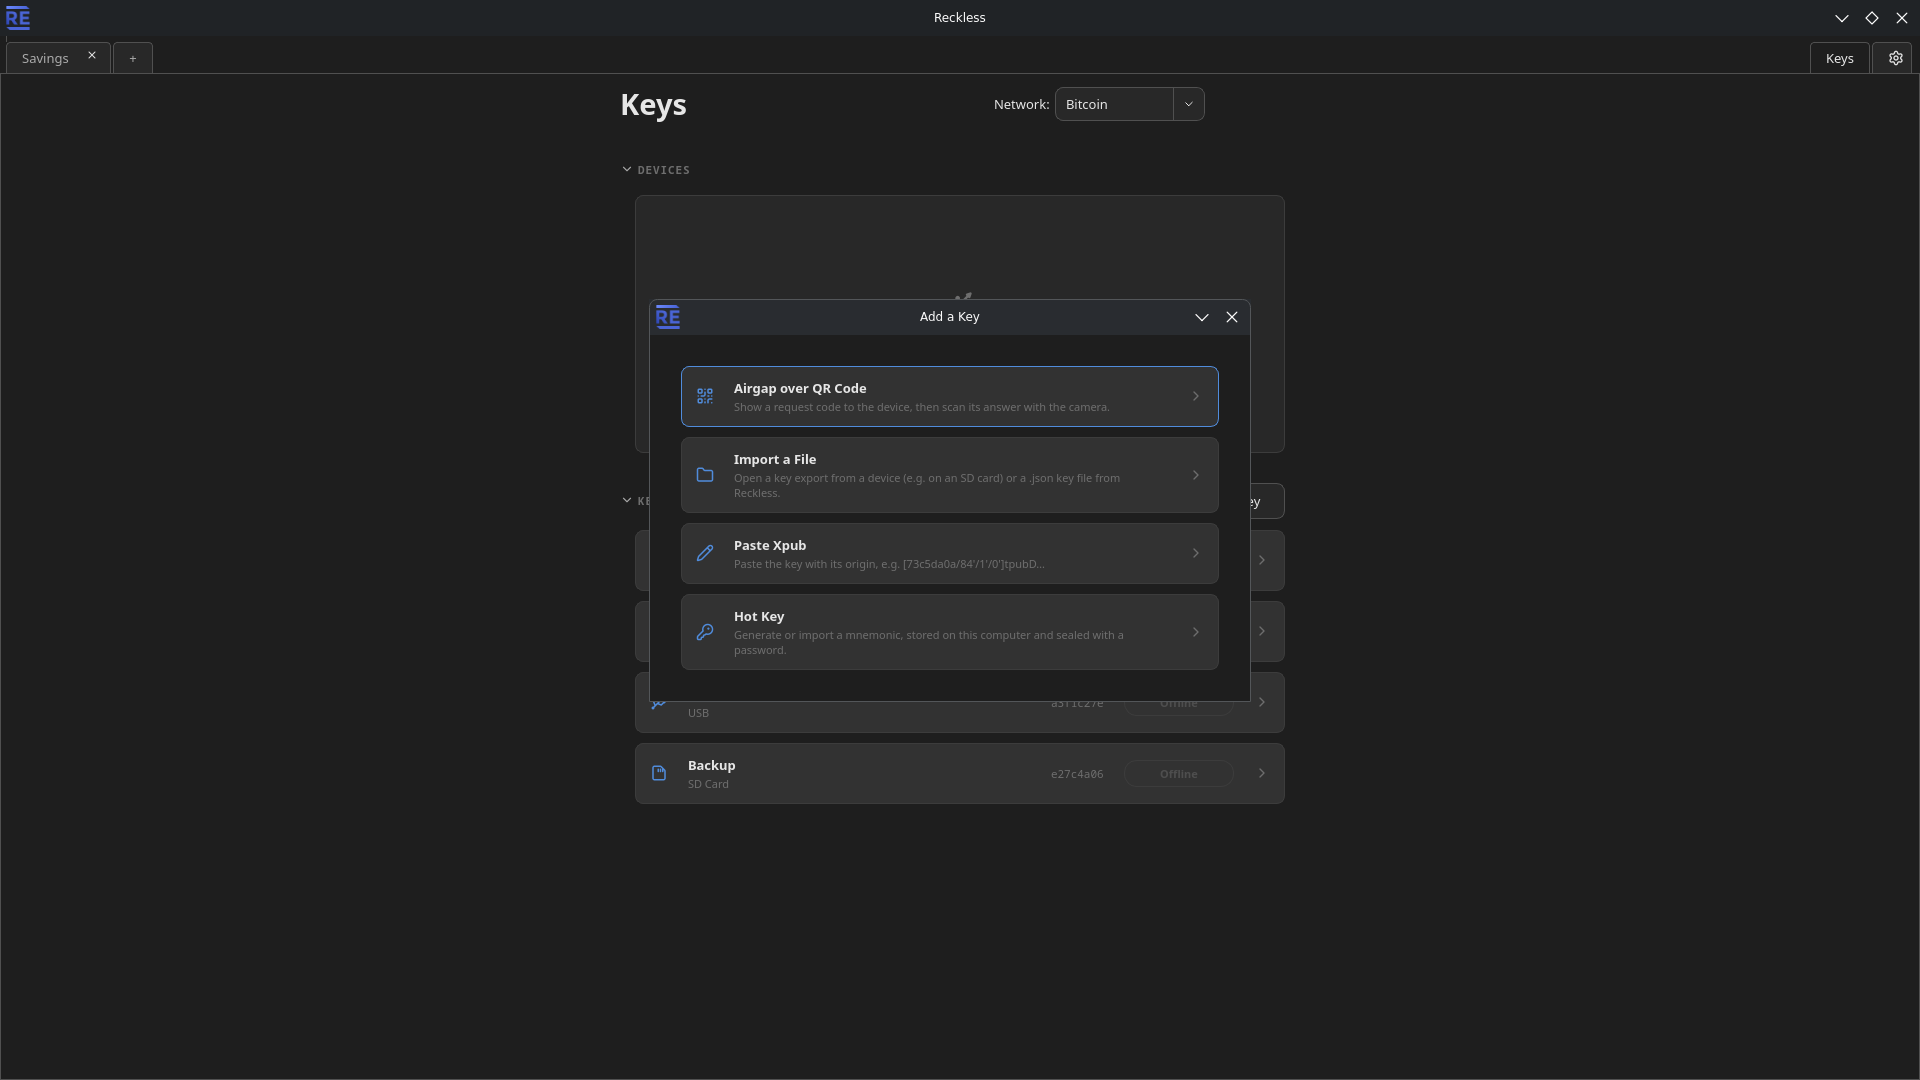 RE
Reckless
Savings
+
Keys
Keys
Network:
Bitcoin
DEVICES
RE
Add a Key
Airgap over QR Code
Show a request code to the device, then scan its answer with the camera.
Import a File
Open a key export from a device (e.g. on an SD card) or a .json key file from
Reckless.
Paste Xpub
Paste the key with its origin, e.g. [73c5da0a/84'/1'/0']tpubD...
Hot Key
Generate or import a mnemonic, stored on this computer and sealed with a
password.
USB
Offline
Backup
SD Card
e27c4a06
Offline